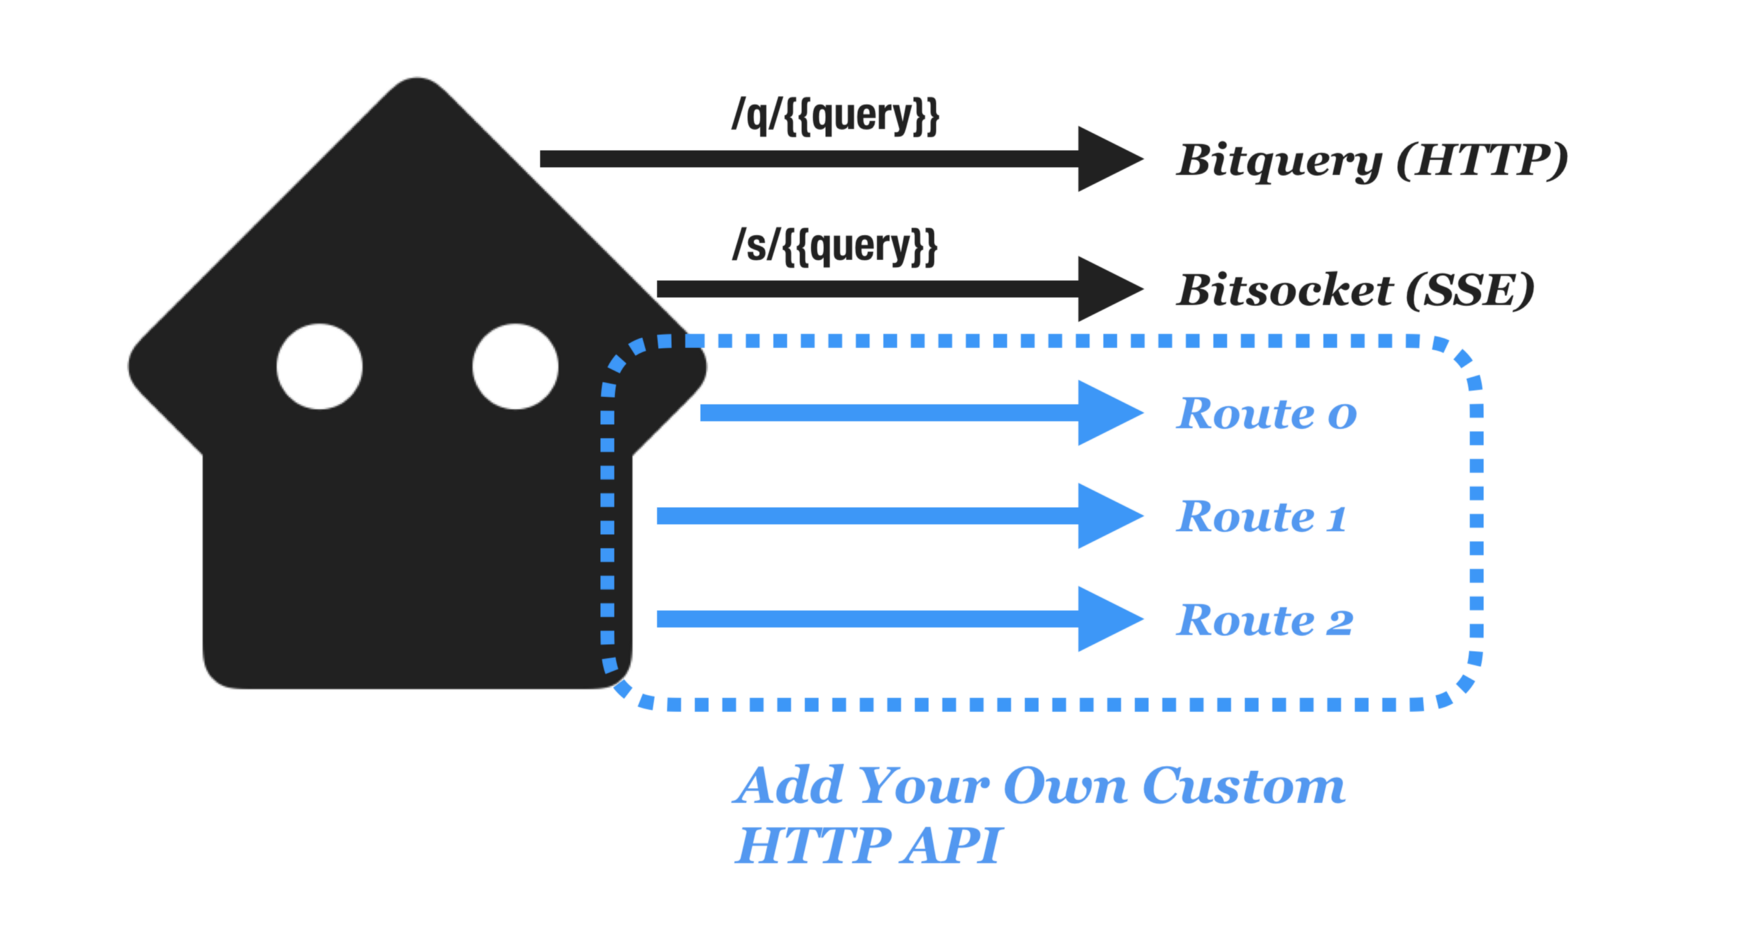 /q/{{query}}
Bitquery (HTTP)
/s/{{query}}
Bitsocket (SSE)
Route 0
Route 1
Route 2
Add Your Own Custom
HTTP API